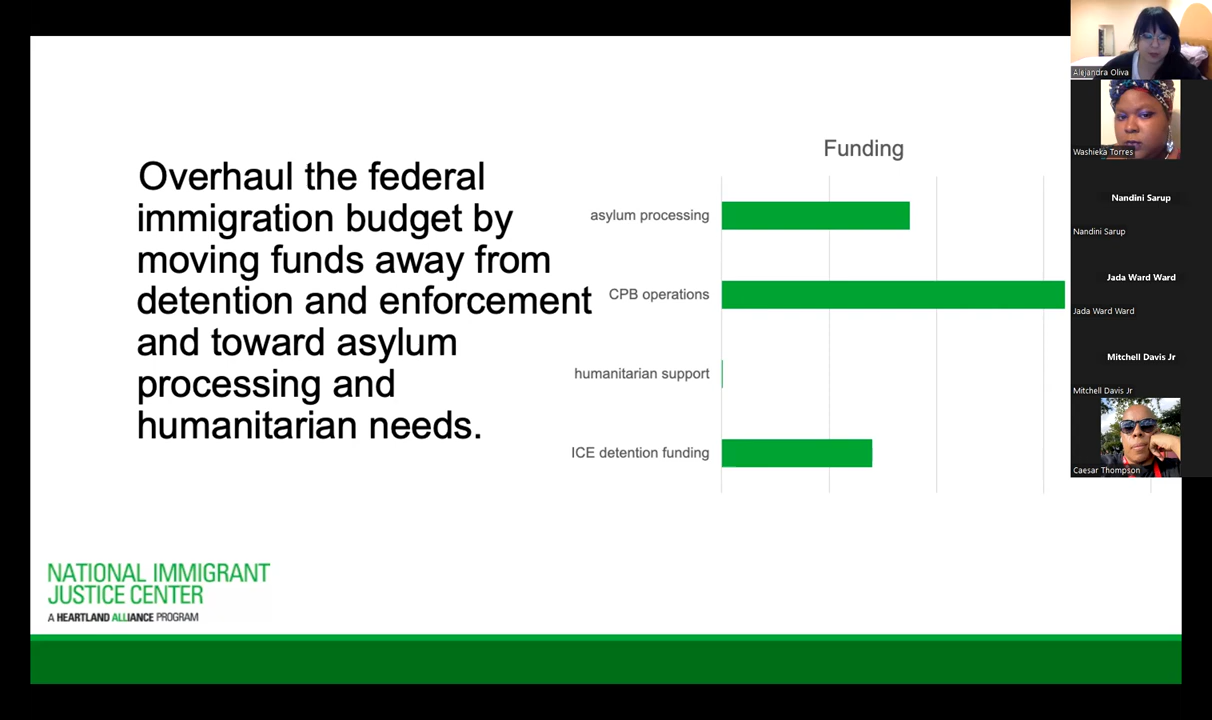 Overhaul the federal
immigration budget by
moving funds away from
detention and enforcement
and toward asylum
processing and
humanitarian needs.
Funding
asylum processing
CPB operations
humanitarian support
ICE detention funding
NATIONAL IMMIGRANT
JUSTICE CENTER
A HEARTLAND ALLIANCE PROGRAM
Alejandra Oliva
Washieka Torres
Nandini Sarup
Nandini Sarup
Jada Ward Ward
Jada Ward Ward
Mitchell Davis Jr
Mitchell Davis Jr
Caesar Thompson